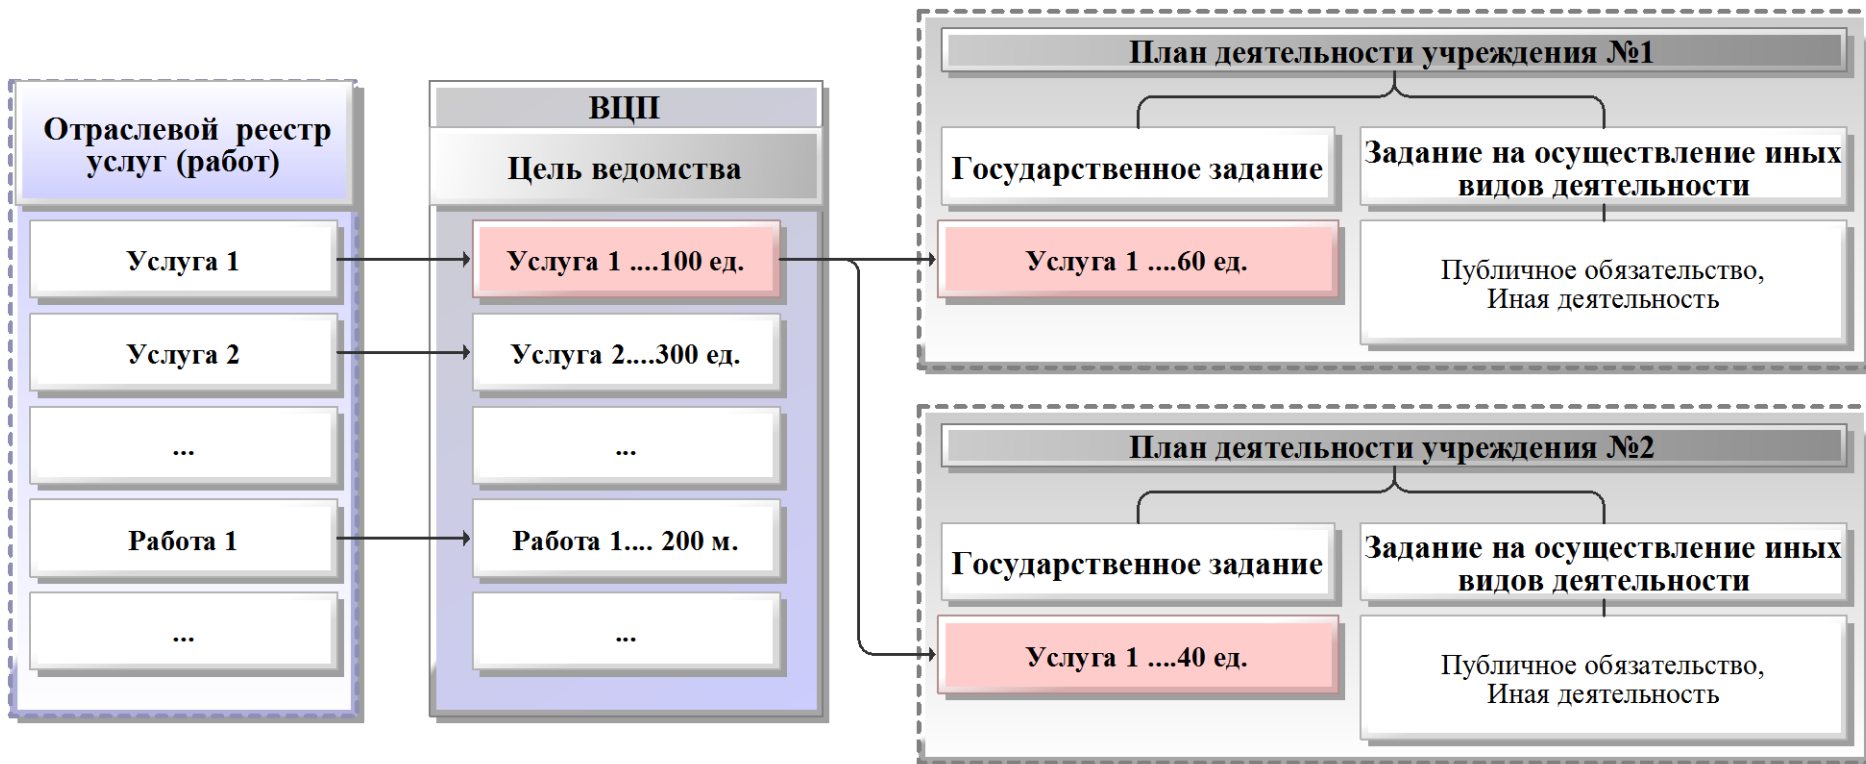 Отраслевой реестр
услуг (работ)
Услуга 1
Услуга 2
...
Работа 1
...
ВЦП
Цель ведомства
Услуга 1 ....100 ед.
Услуга 2....300 ед.
...
Работа 1.... 200 м.
...
План деятельности учреждения №1
Государственное задание
Задание на осуществление иных
видов деятельности
Услуга 1 ....60 ед.
Публичное обязательство,
Иная деятельность
План деятельности учреждения №2
Государственное задание
Задание на осуществление иных
видов деятельности
Услуга 1 ....40 ед.
Публичное обязательство,
Иная деятельность